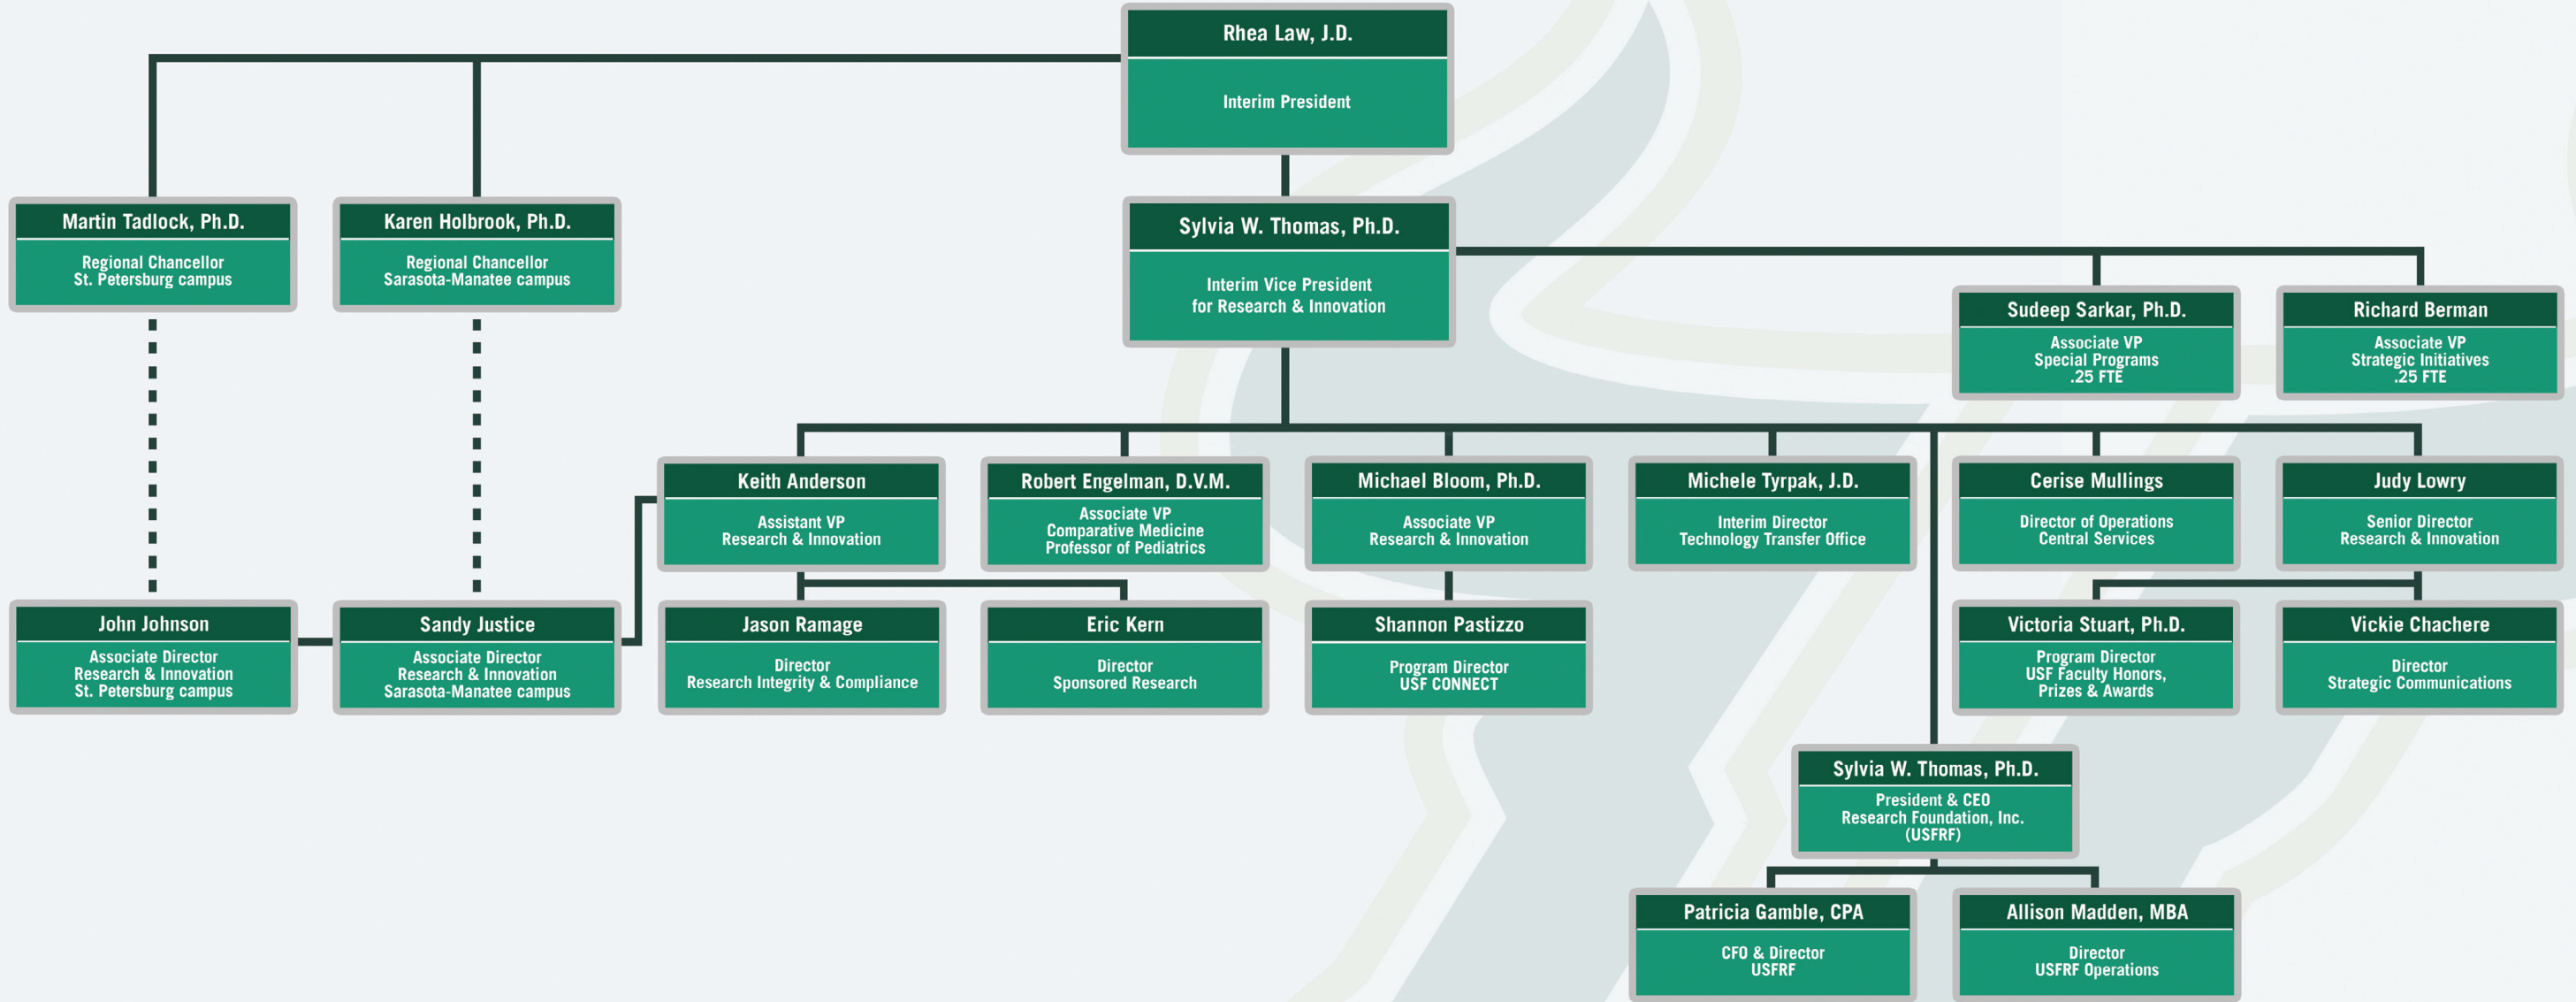 Rhea Law, J.D.
Interim President
Martin Tadlock, Ph.D.
Regional Chancellor
St. Petersburg campus
Karen Holbrook, Ph.D.
Regional Chancellor
Sarasota-Manatee campus
Sylvia W. Thomas, Ph.D.
Interim Vice President
for Research & Innovation
Sudeep Sarkar, Ph.D.
Associate VP
Special Programs
.25 FTE
Richard Berman
Associate VP
Strategic Initiatives
.25 FTE
Keith Anderson
Assistant VP
Research & Innovation
Robert Engelman, D.V.M.
Associate VP
Comparative Medicine
Professor of Pediatrics
Michael Bloom, Ph.D.
Associate VP
Research & Innovation
Michele Tyrpak, J.D.
Interim Director
Technology Transfer Office
Cerise Mullings
Director of Operations
Central Services
Judy Lowry
Senior Director
Research & Innovation
John Johnson
Associate Director
Research & Innovation
St. Petersburg campus
Sandy Justice
Associate Director
Research & Innovation
Sarasota-Manatee campus
Jason Ramage
Director
Research Integrity & Compliance
Eric Kern
Director
Sponsored Research
Shannon Pastizzo
Program Director
USF CONNECT
Victoria Stuart, Ph.D.
Program Director
USF Faculty Honors,
Prizes & Awards
Vickie Chachere
Director
Strategic Communications
Sylvia W. Thomas, Ph.D.
President & CEO
Research Foundation, Inc.
(USFRF)
Patricia Gamble, CPA
CFO & Director
USFRF
Allison Madden, MBA
Director
USFRF Operations